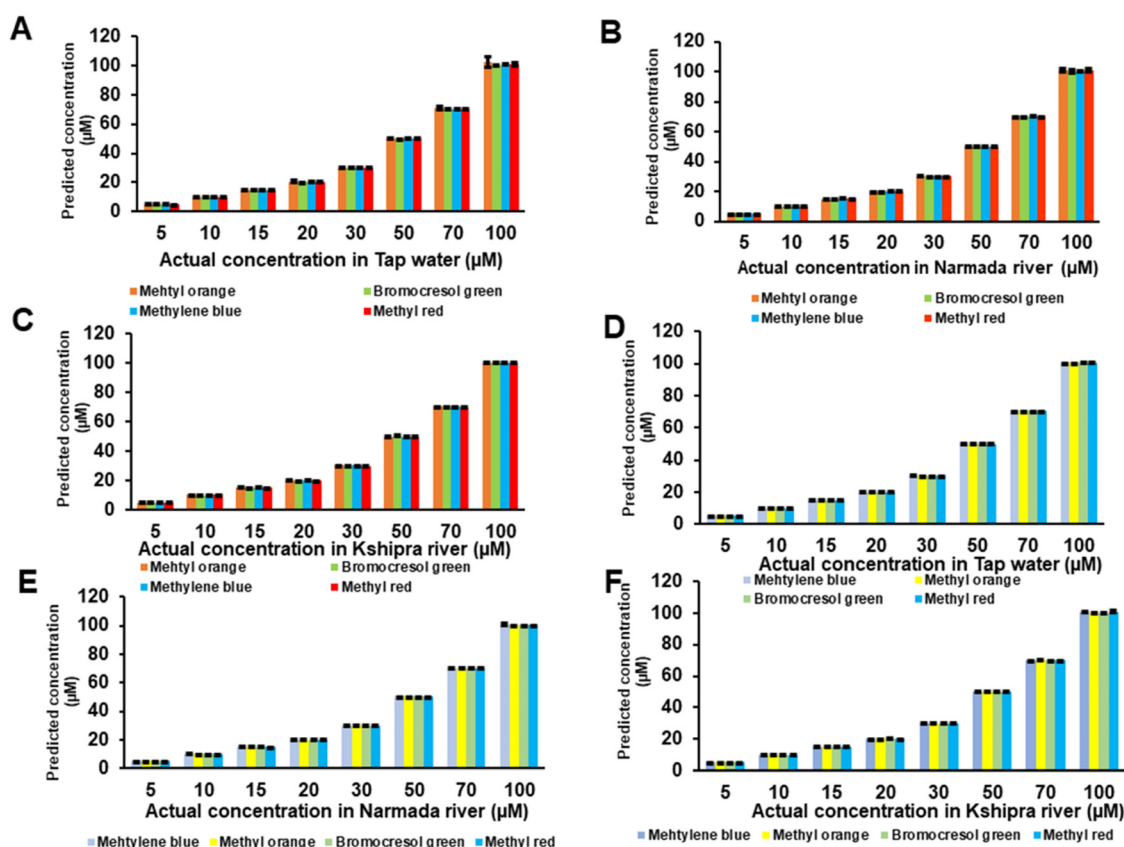 A
Predicted concentration
(µM)
120
100
80
60
40
20
0
5 10 15 20 30 50 70 100
Actual concentration in Tap water (µM)
Mehtyl orange Bromocresol green
Methylene blue Methyl red
B
Predicted concentration
(µM)
120
100
80
60
40
20
0
5 10 15 20 30 50 70 100
Actual concentration in Narmada river (µM)
Mehtyl orange Bromocresol green
Methylene blue Methyl red
C
Predicted concentration
(µM)
120
100
80
60
40
20
0
5 10 15 20 30 50 70 100
Actual concentration in Kshipra river (µM)
Mehtyl orange Bromocresol green
Methylene blue Methyl red
D
Predicted concentration
(µM)
120
100
80
60
40
20
0
5 10 15 20 30 50 70 100
Actual concentration in Tap water (µM)
Mehtylene blue Methyl orange
Bromocresol green Methyl red
E
Predicted concentration
(µM)
120
100
80
60
40
20
0
5 10 15 20 30 50 70 100
Actual concentration in Narmada river (µM)
Mehtylene blue Methyl orange Bromocresol green Methyl red
F
Predicted concentration
(µM)
120
100
80
60
40
20
0
5 10 15 20 30 50 70 100
Actual concentration in Kshipra river (µM)
Mehtylene blue Methyl orange Bromocresol green Methyl red